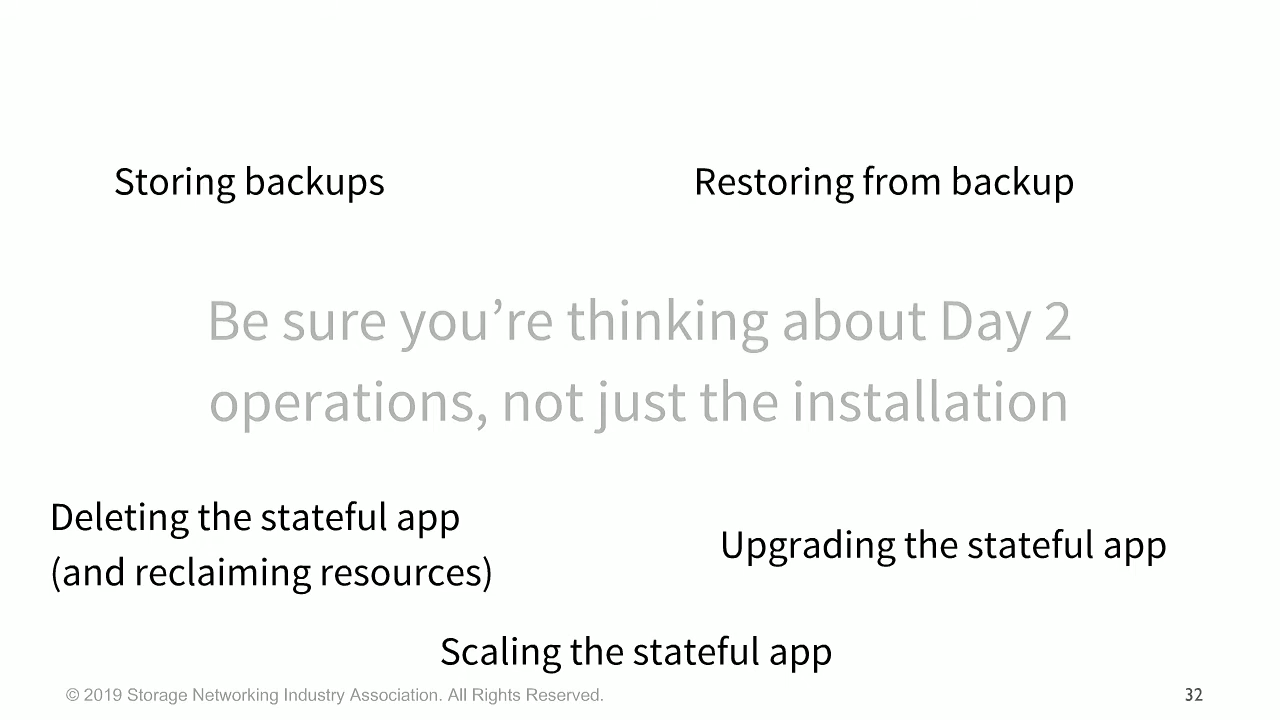 Storing backups
Restoring from backup
Be sure you’re thinking about Day 2
operations, not just the installation
Deleting the stateful app
(and reclaiming resources)
Upgrading the stateful app
Scaling the stateful app
© 2019 Storage Networking Industry Association. All Rights Reserved.
32